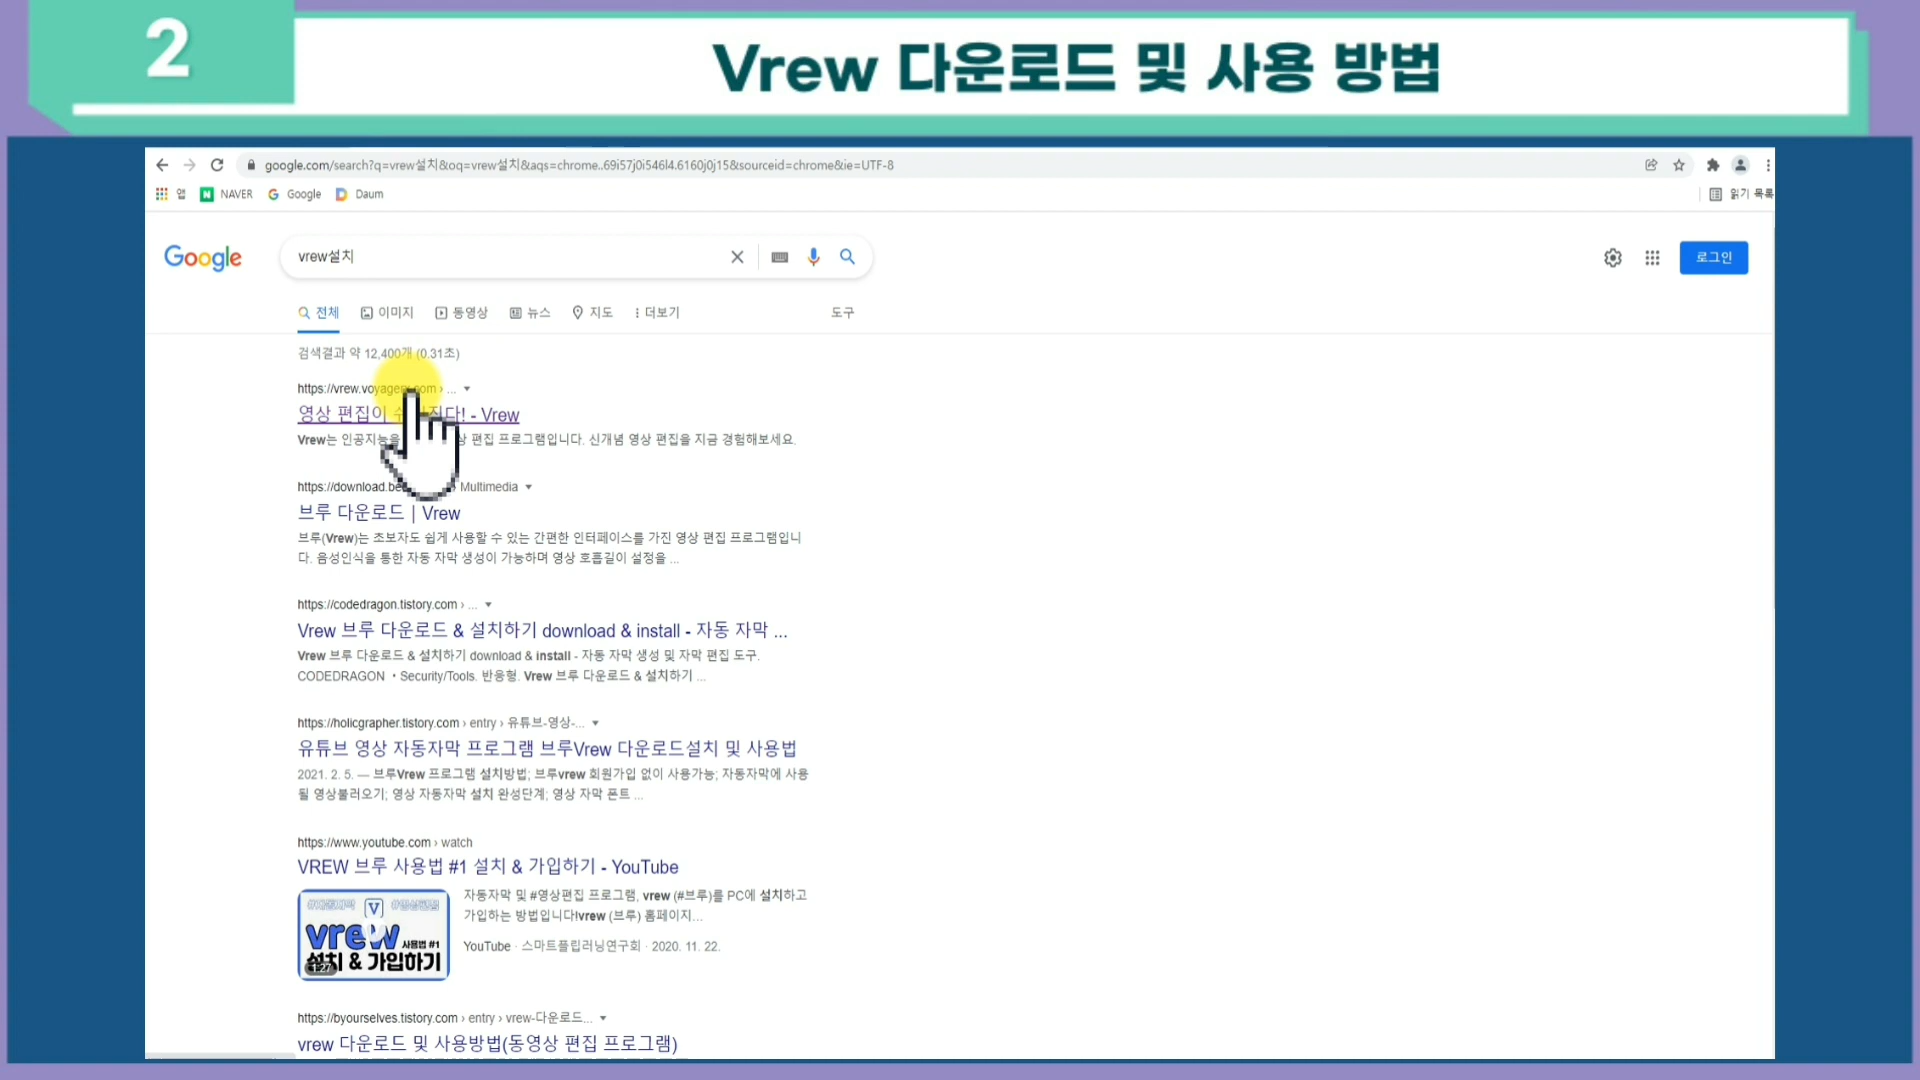 2
Vrew 다운로드 및 사용 방법
google.com/search?q=vrew설치&oq=vrew설치&aqs=chrome..69i57j0i546l4.6160j0j15&sourceid=chrome&ie=UTF-8
앱 NAVER Google Daum 읽기 목록
Google vrew설치 로그인
전체 이미지 동영상 뉴스 지도 더보기 도구
검색결과 약 12,400개 (0.31초)
https://vrew.voyagerx.com › ...
영상 편집이 다! - Vrew
Vrew는 인공지능을 편집 프로그램입니다. 신개념 영상 편집을 지금 경험해보세요.
https://download.be Multimedia
브루 다운로드 | Vrew
브루(Vrew)는 초보자도 쉽게 사용할 수 있는 간편한 인터페이스를 가진 영상 편집 프로그램입니
다. 음성인식을 통한 자동 자막 생성이 가능하며 영상 호흡길이 설정을 ...
https://codedragon.tistory.com › ...
Vrew 브루 다운로드 & 설치하기 download & install - 자동 자막 ...
Vrew 브루 다운로드 & 설치하기 download & install - 자동 자막 생성 및 자막 편집 도구.
CODEDRAGON ・Security/Tools. 반응형. Vrew 브루 다운로드 & 설치하기 ...
https://holicgrapher.tistory.com › entry › 유튜브-영상-...
유튜브 영상 자동자막 프로그램 브루Vrew 다운로드설치 및 사용법
2021. 2. 5. — 브루Vrew 프로그램 설치방법; 브루vrew 회원가입 없이 사용가능; 자동자막에 사용
될 영상불러오기; 영상 자동자막 설치 완성단계; 영상 자막 폰트 ...
https://www.youtube.com › watch
VREW 브루 사용법 #1 설치 & 가입하기 - YouTube
#자동자막 V #영상편집
vrew 사용법 #1
설치 & 가입하기
1:27
자동자막 및 #영상편집 프로그램, vrew (#브루)를 PC에 설치하고
가입하는 방법입니다!vrew (브루) 홈페이지...
YouTube · 스마트플립러닝연구회 · 2020. 11. 22.
https://byourselves.tistory.com › entry › vrew-다운로드...
vrew 다운로드 및 사용방법(동영상 편집 프로그램)